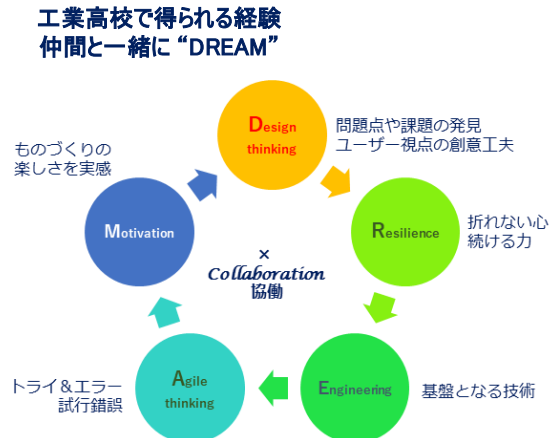 工業高校で得られる経験
仲間と一緒に “DREAM”
Design
thinking
問題点や課題の発見
ユーザー視点の創意工夫
Resilience
折れない心
続ける力
Engineering
基盤となる技術
Agile
thinking
トライ＆エラー
試行錯誤
Motivation
ものづくりの
楽しさを実感
×
Collaboration
協働